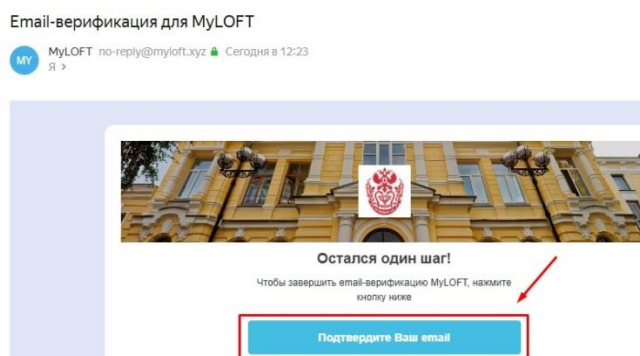 Email-верификация для MyLOFT
MY
MyLOFT no-reply@myloft.xyz Сегодня в 12:23
Я >
Остался один шаг!
Чтобы завершить email-верификацию MyLOFT, нажмите
кнопку ниже
Подтвердите Ваш email